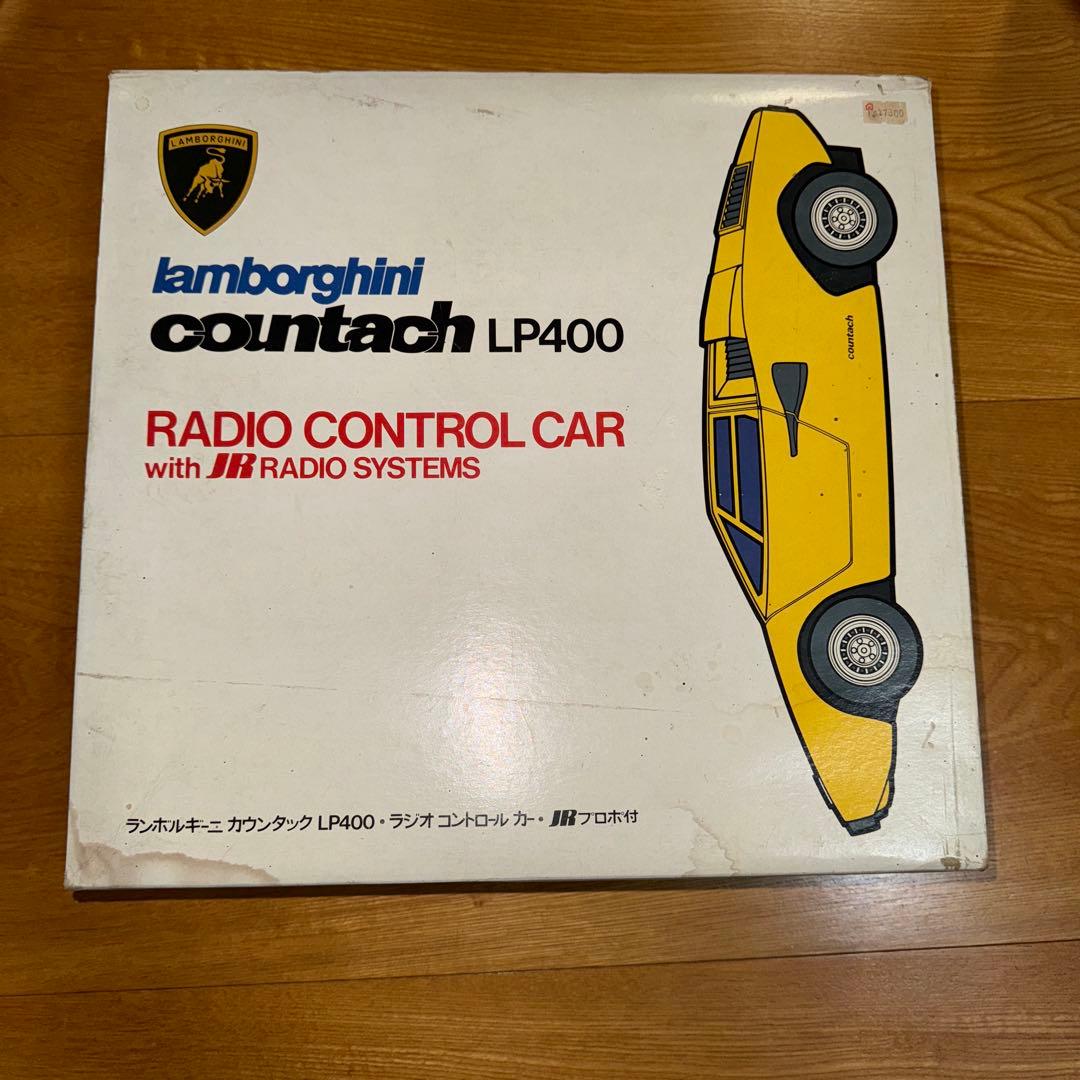 LAMBORGHINI
lamborghini
countach LP400
RADIO CONTROL CAR
with JR RADIO SYSTEMS
countach
ランボルギーニ カウンタック LP400・ラジオ コントロール カー・JRプロポ付